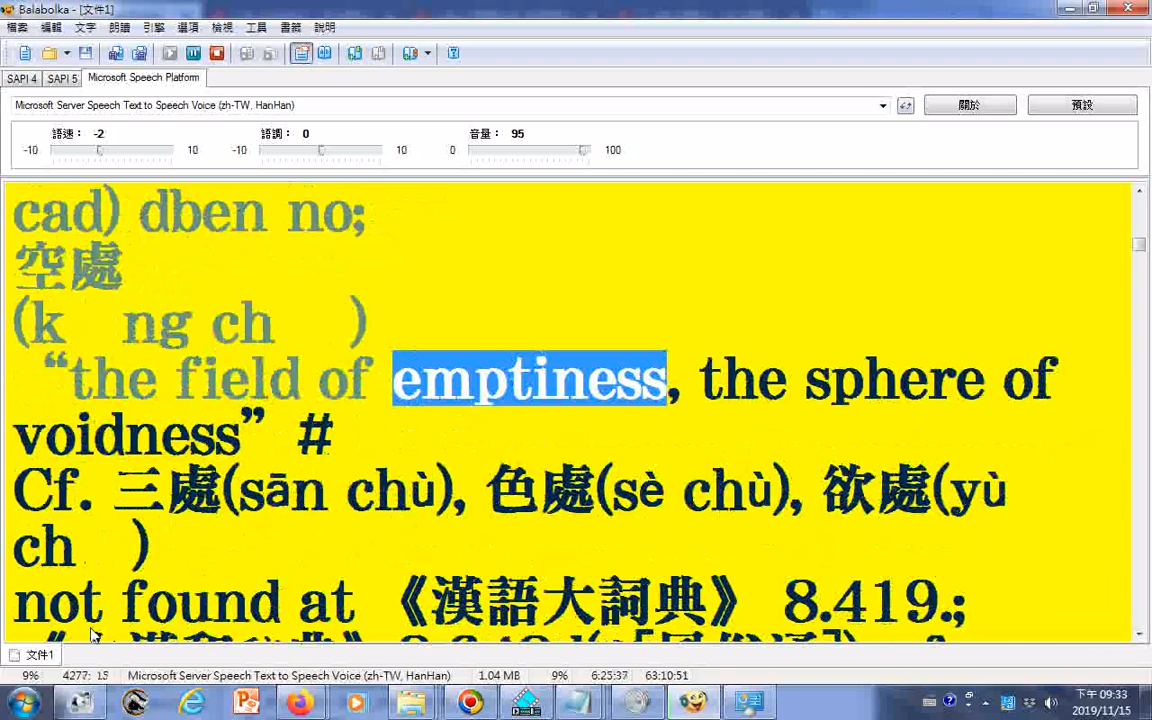 Balabolka - [文件1]
檔案 編輯 文字 朗讀 引擎 選項 檢視 工具 書籤 說明
SAPI 4 SAPI 5 Microsoft Speech Platform
Microsoft Server Speech Text to Speech Voice (zh-TW, HanHan) 關於 預設
語速： -2 語調： 0 音量： 95
-10 10 -10 10 0 100
cad) dben no;
空處
(k ng ch )
“the field of emptiness, the sphere of
voidness” #
Cf. 三處(sān chù), 色處(sè chù), 欲處(yù
ch )
not found at 《漢語大詞典》 8.419.;
文件1
9% 4277: 15 Microsoft Server Speech Text to Speech Voice (zh-TW, HanHan) 1.04 MB 9% 6:25:37 63:10:51
下午 09:33
2019/11/15